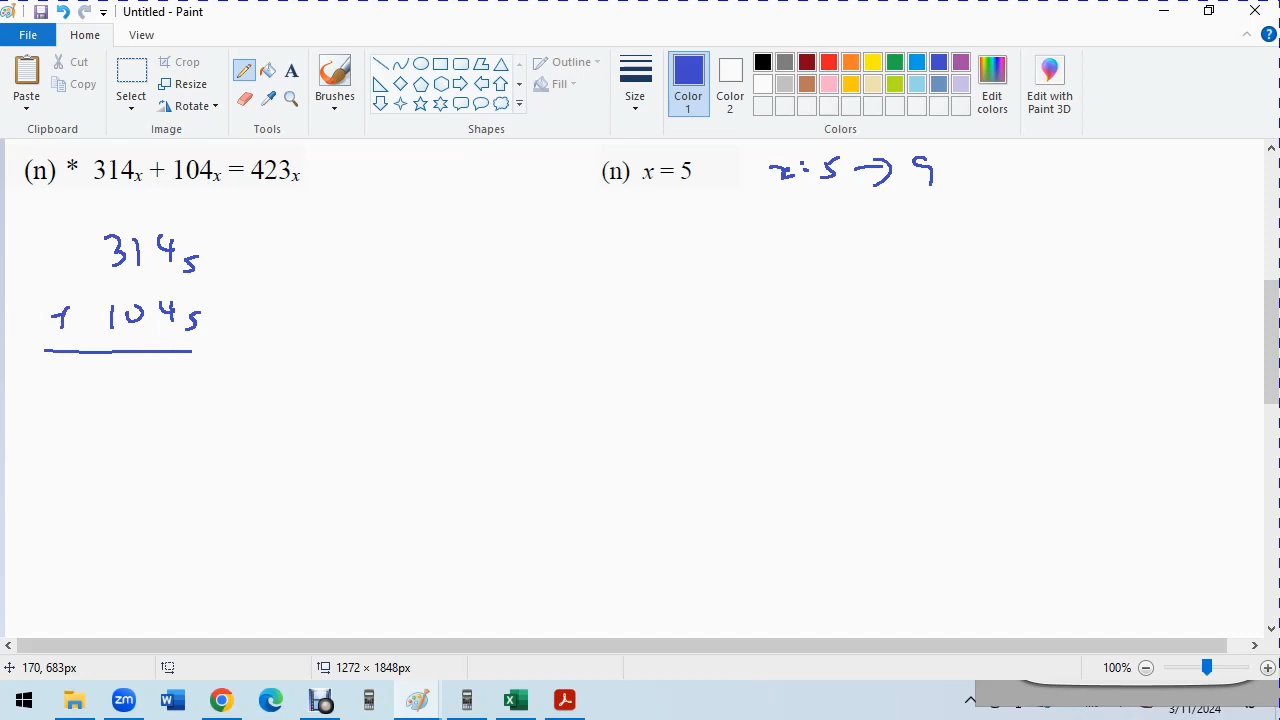 Untitled - Paint
File Home View
Paste
Cut
Copy
Clipboard
Select
Crop
Resize
Rotate
Image
A
Tools
Brushes
Outline
Fill
Shapes
Size
Color 1
Color 2
Edit colors
Edit with Paint 3D
Colors
(n) * 314ₓ + 104ₓ = 423ₓ
(n) x = 5
x: 5 → 9
314₅
+ 104₅
170, 683px
1272 × 1848px
100%
3/11/2024